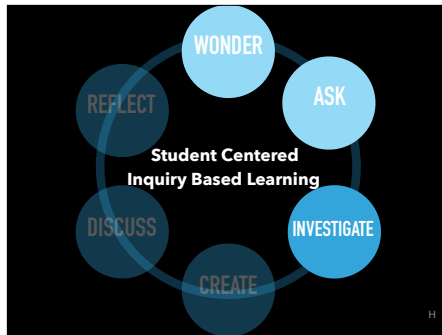 WONDER
ASK
REFLECT
Student Centered
Inquiry Based Learning
DISCUSS
INVESTIGATE
CREATE
H